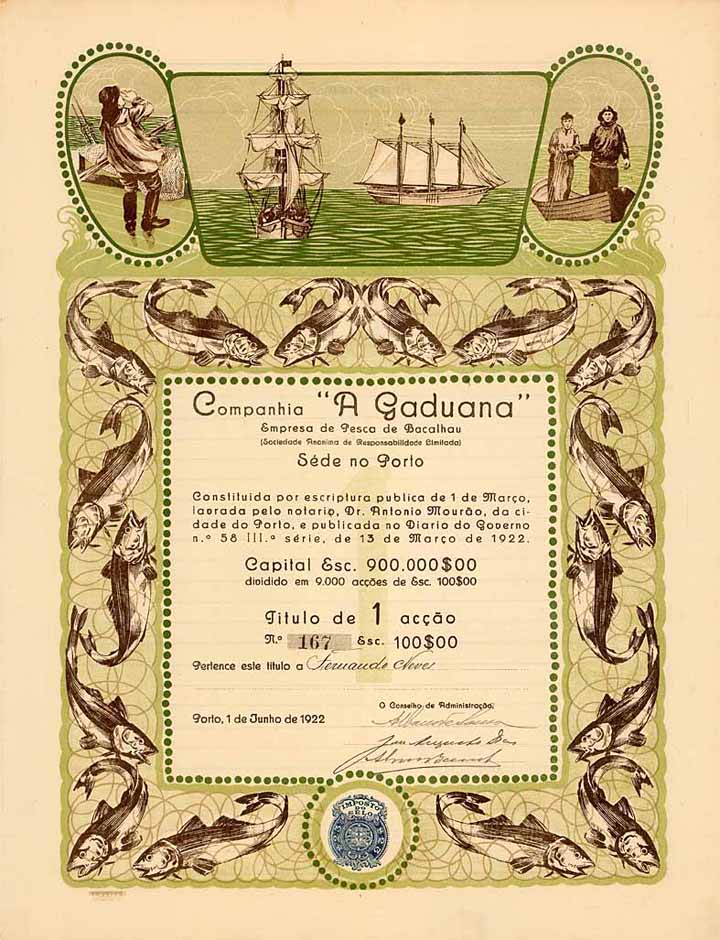 Companhia "A Gaduana"
Empresa de Pesca de Bacalhau
(Sociedade Anonima de Responsabilidade Limitada)
Séde no Porto
Constituida por escriptura publica de 1 de Março,
lavrada pelo notario, Dr. Antonio Mourão, da ci-
dade do Porto, e publicada no Diario do Governo
n.º 58 III.ª série, de 13 de Março de 1922.
Capital Esc. 900.000$00
dividido em 9.000 acções de Esc. 100$00
Titulo de 1 acção
N.º 167 Esc. 100$00
Pertence este titulo a Fernando Neves
O Conselho de Administração,
Porto, 1 de Junho de 1922
IMPOSTO
DO
SELO